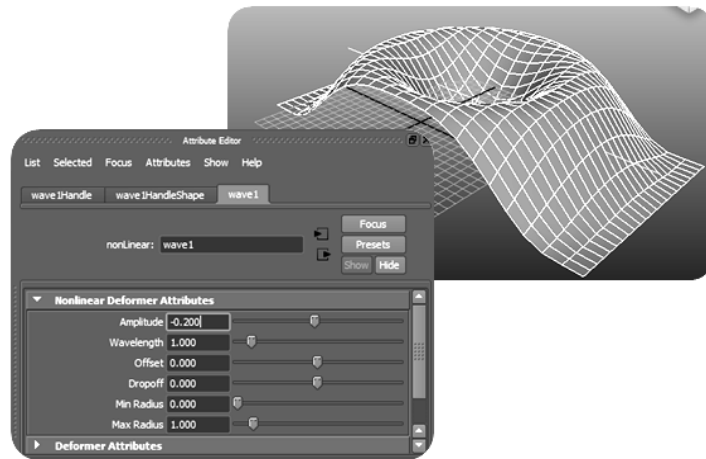 Attribute Editor
List Selected Focus Attributes Show Help
wave1Handle wave1HandleShape wave1
Focus
nonLinear: wave1
Presets
Show Hide
Nonlinear Deformer Attributes
Amplitude -0.200
Wavelength 1.000
Offset 0.000
Dropoff 0.000
Min Radius 0.000
Max Radius 1.000
Deformer Attributes